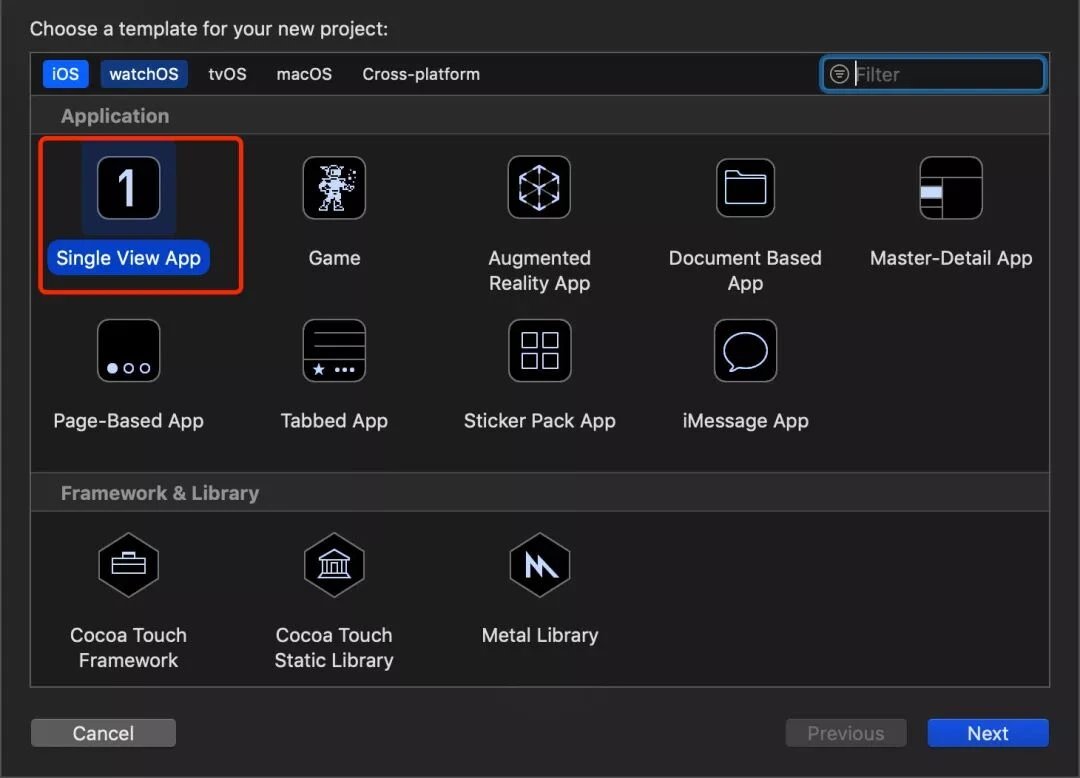 Choose a template for your new project:
iOS watchOS tvOS macOS Cross-platform Filter
Application
1
Single View App Game Augmented Reality App Document Based App Master-Detail App
Page-Based App Tabbed App Sticker Pack App iMessage App
Framework & Library
Cocoa Touch Framework Cocoa Touch Static Library Metal Library
Cancel Previous Next